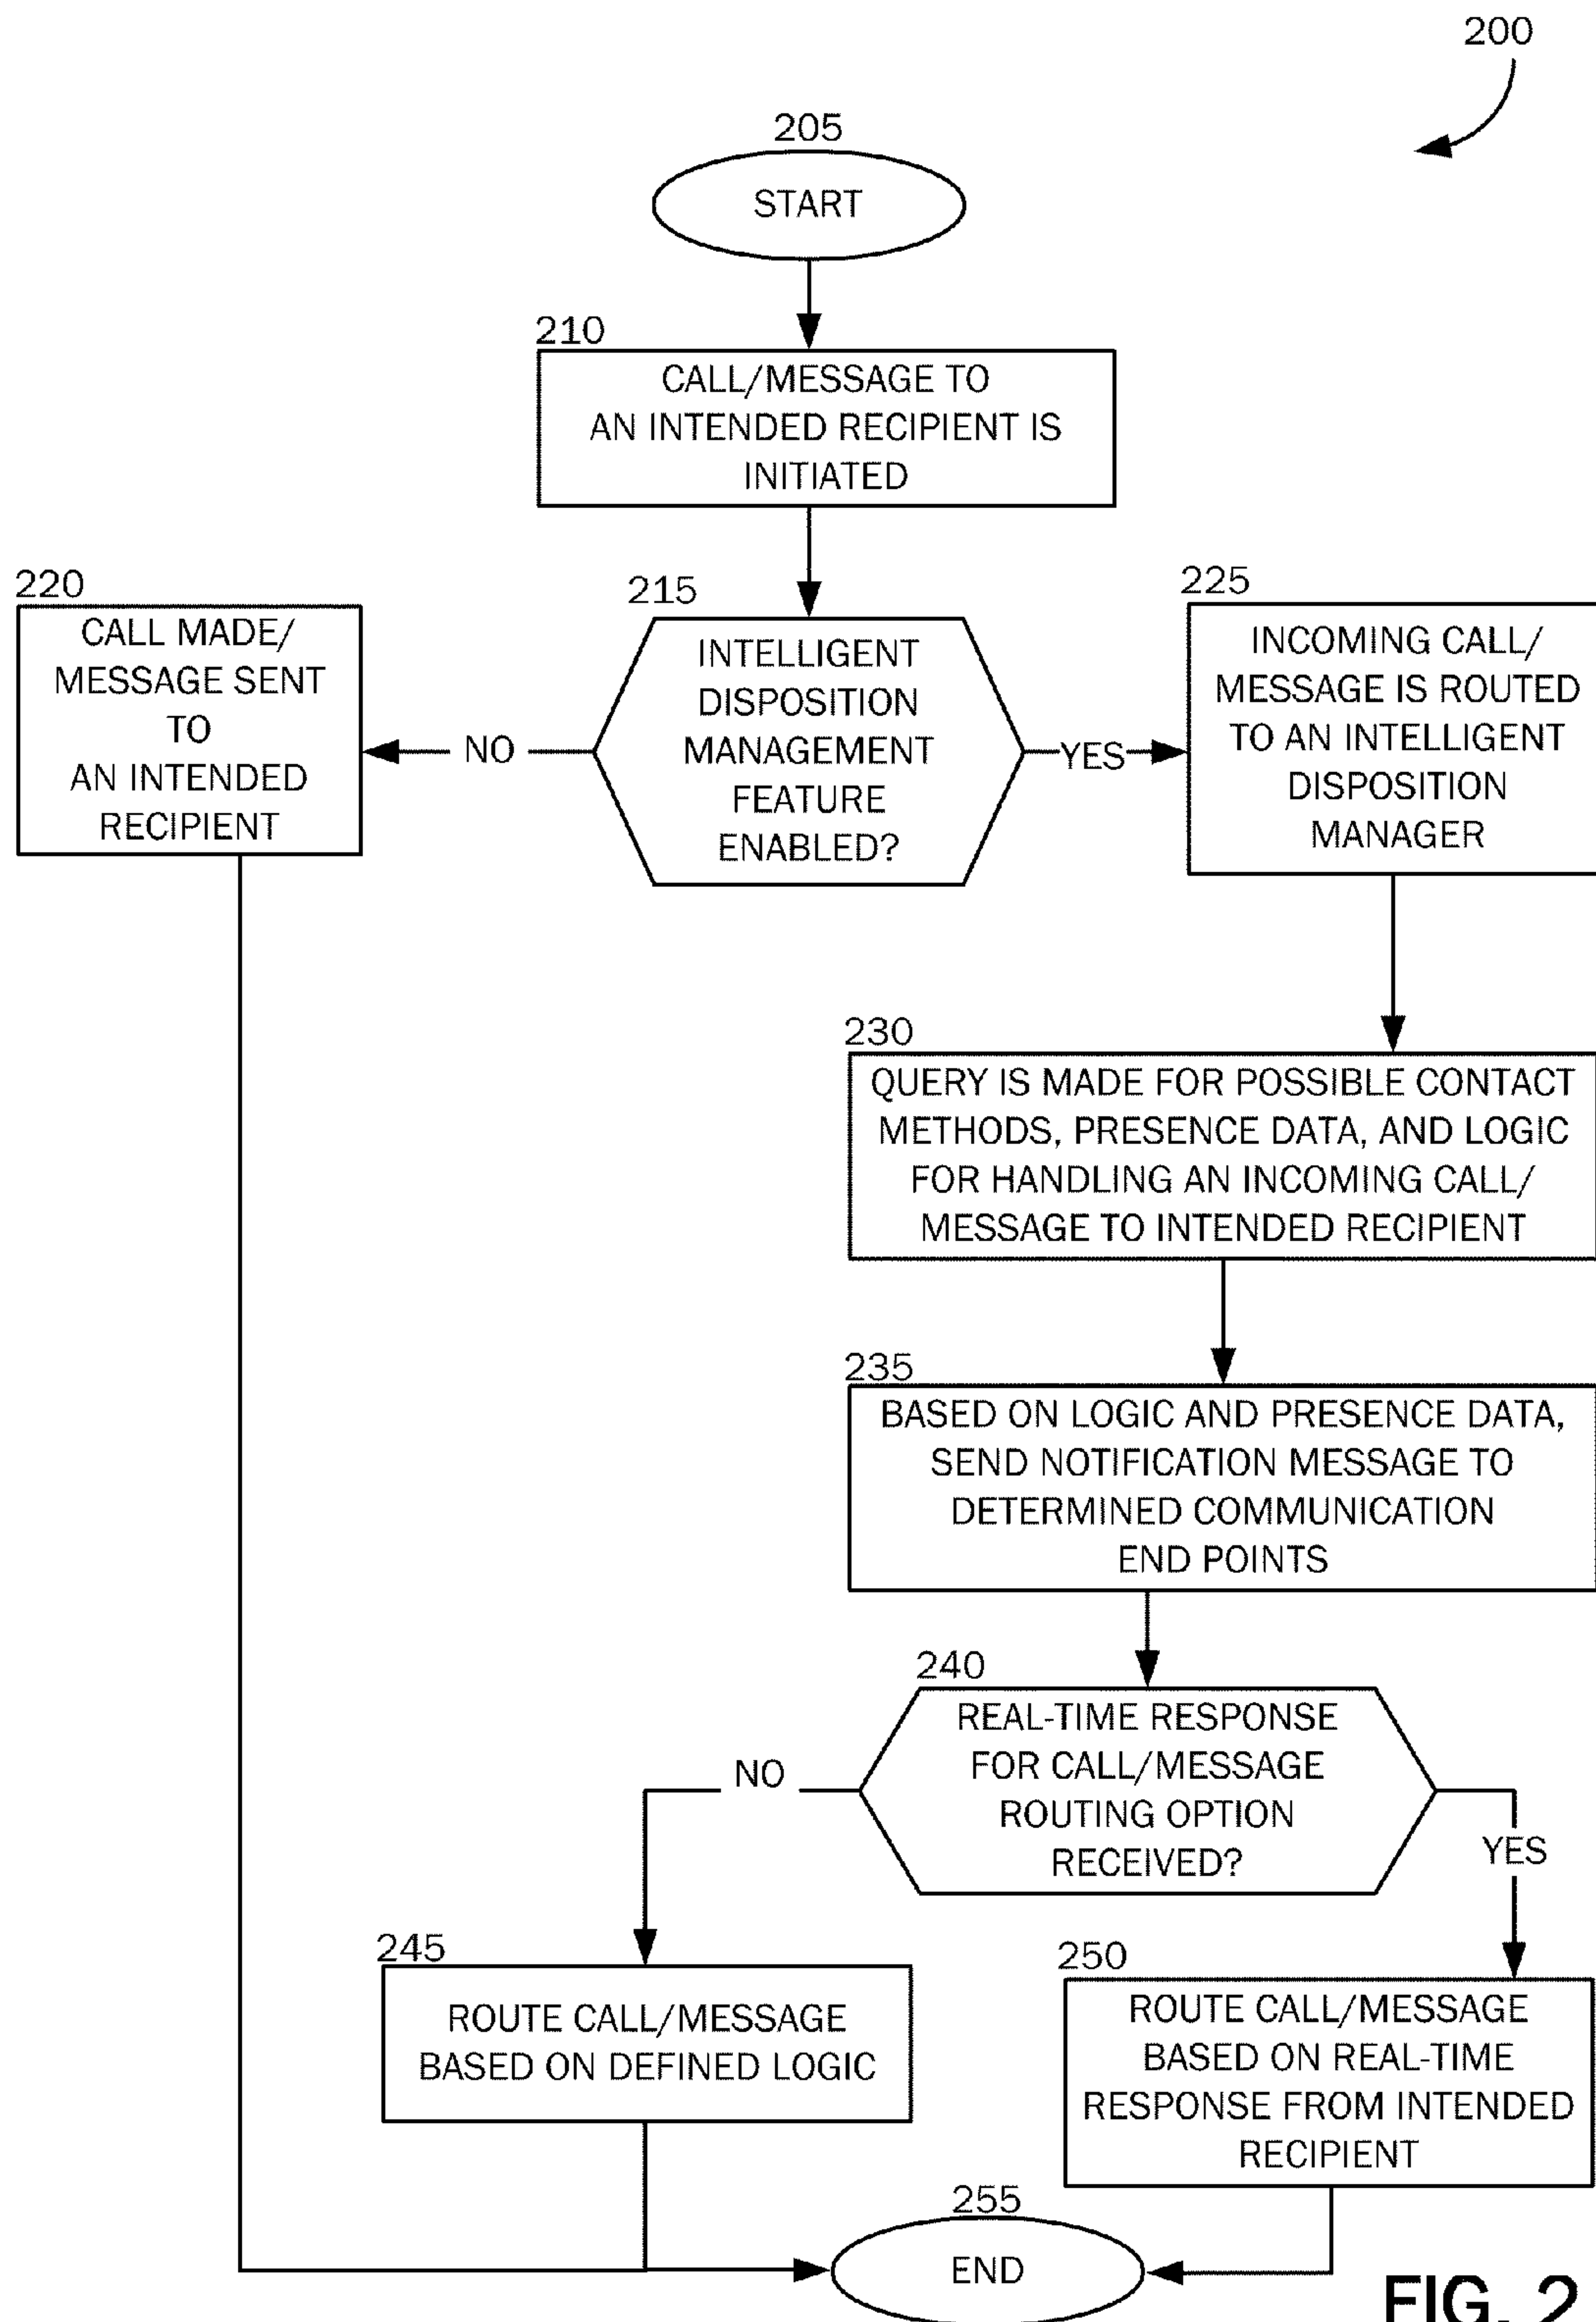 200
205
START
210
CALL/MESSAGE TO
AN INTENDED RECIPIENT IS
INITIATED
220
CALL MADE/
MESSAGE SENT
TO
AN INTENDED
RECIPIENT
NO
215
INTELLIGENT
DISPOSITION
MANAGEMENT
FEATURE
ENABLED?
YES
225
INCOMING CALL/
MESSAGE IS ROUTED
TO AN INTELLIGENT
DISPOSITION
MANAGER
230
QUERY IS MADE FOR POSSIBLE CONTACT
METHODS, PRESENCE DATA, AND LOGIC
FOR HANDLING AN INCOMING CALL/
MESSAGE TO INTENDED RECIPIENT
235
BASED ON LOGIC AND PRESENCE DATA,
SEND NOTIFICATION MESSAGE TO
DETERMINED COMMUNICATION
END POINTS
240
REAL-TIME RESPONSE
FOR CALL/MESSAGE
ROUTING OPTION
RECEIVED?
NO
YES
245
ROUTE CALL/MESSAGE
BASED ON DEFINED LOGIC
250
ROUTE CALL/MESSAGE
BASED ON REAL-TIME
RESPONSE FROM INTENDED
RECIPIENT
255
END
FIG. 2